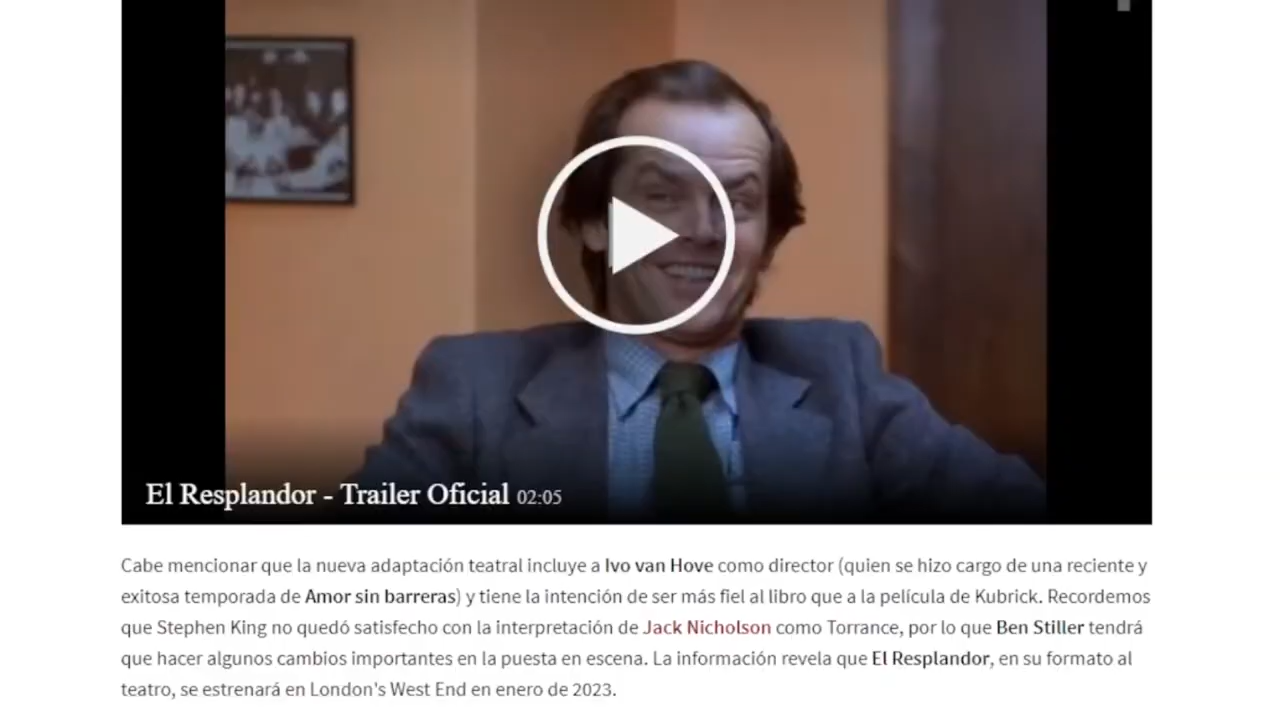 El Resplandor - Trailer Oficial 02:05
Cabe mencionar que la nueva adaptación teatral incluye a Ivo van Hove como director (quien se hizo cargo de una reciente y
exitosa temporada de Amor sin barreras) y tiene la intención de ser más fiel al libro que a la película de Kubrick. Recordemos
que Stephen King no quedó satisfecho con la interpretación de Jack Nicholson como Torrance, por lo que Ben Stiller tendrá
que hacer algunos cambios importantes en la puesta en escena. La información revela que El Resplandor, en su formato al
teatro, se estrenará en London's West End en enero de 2023.